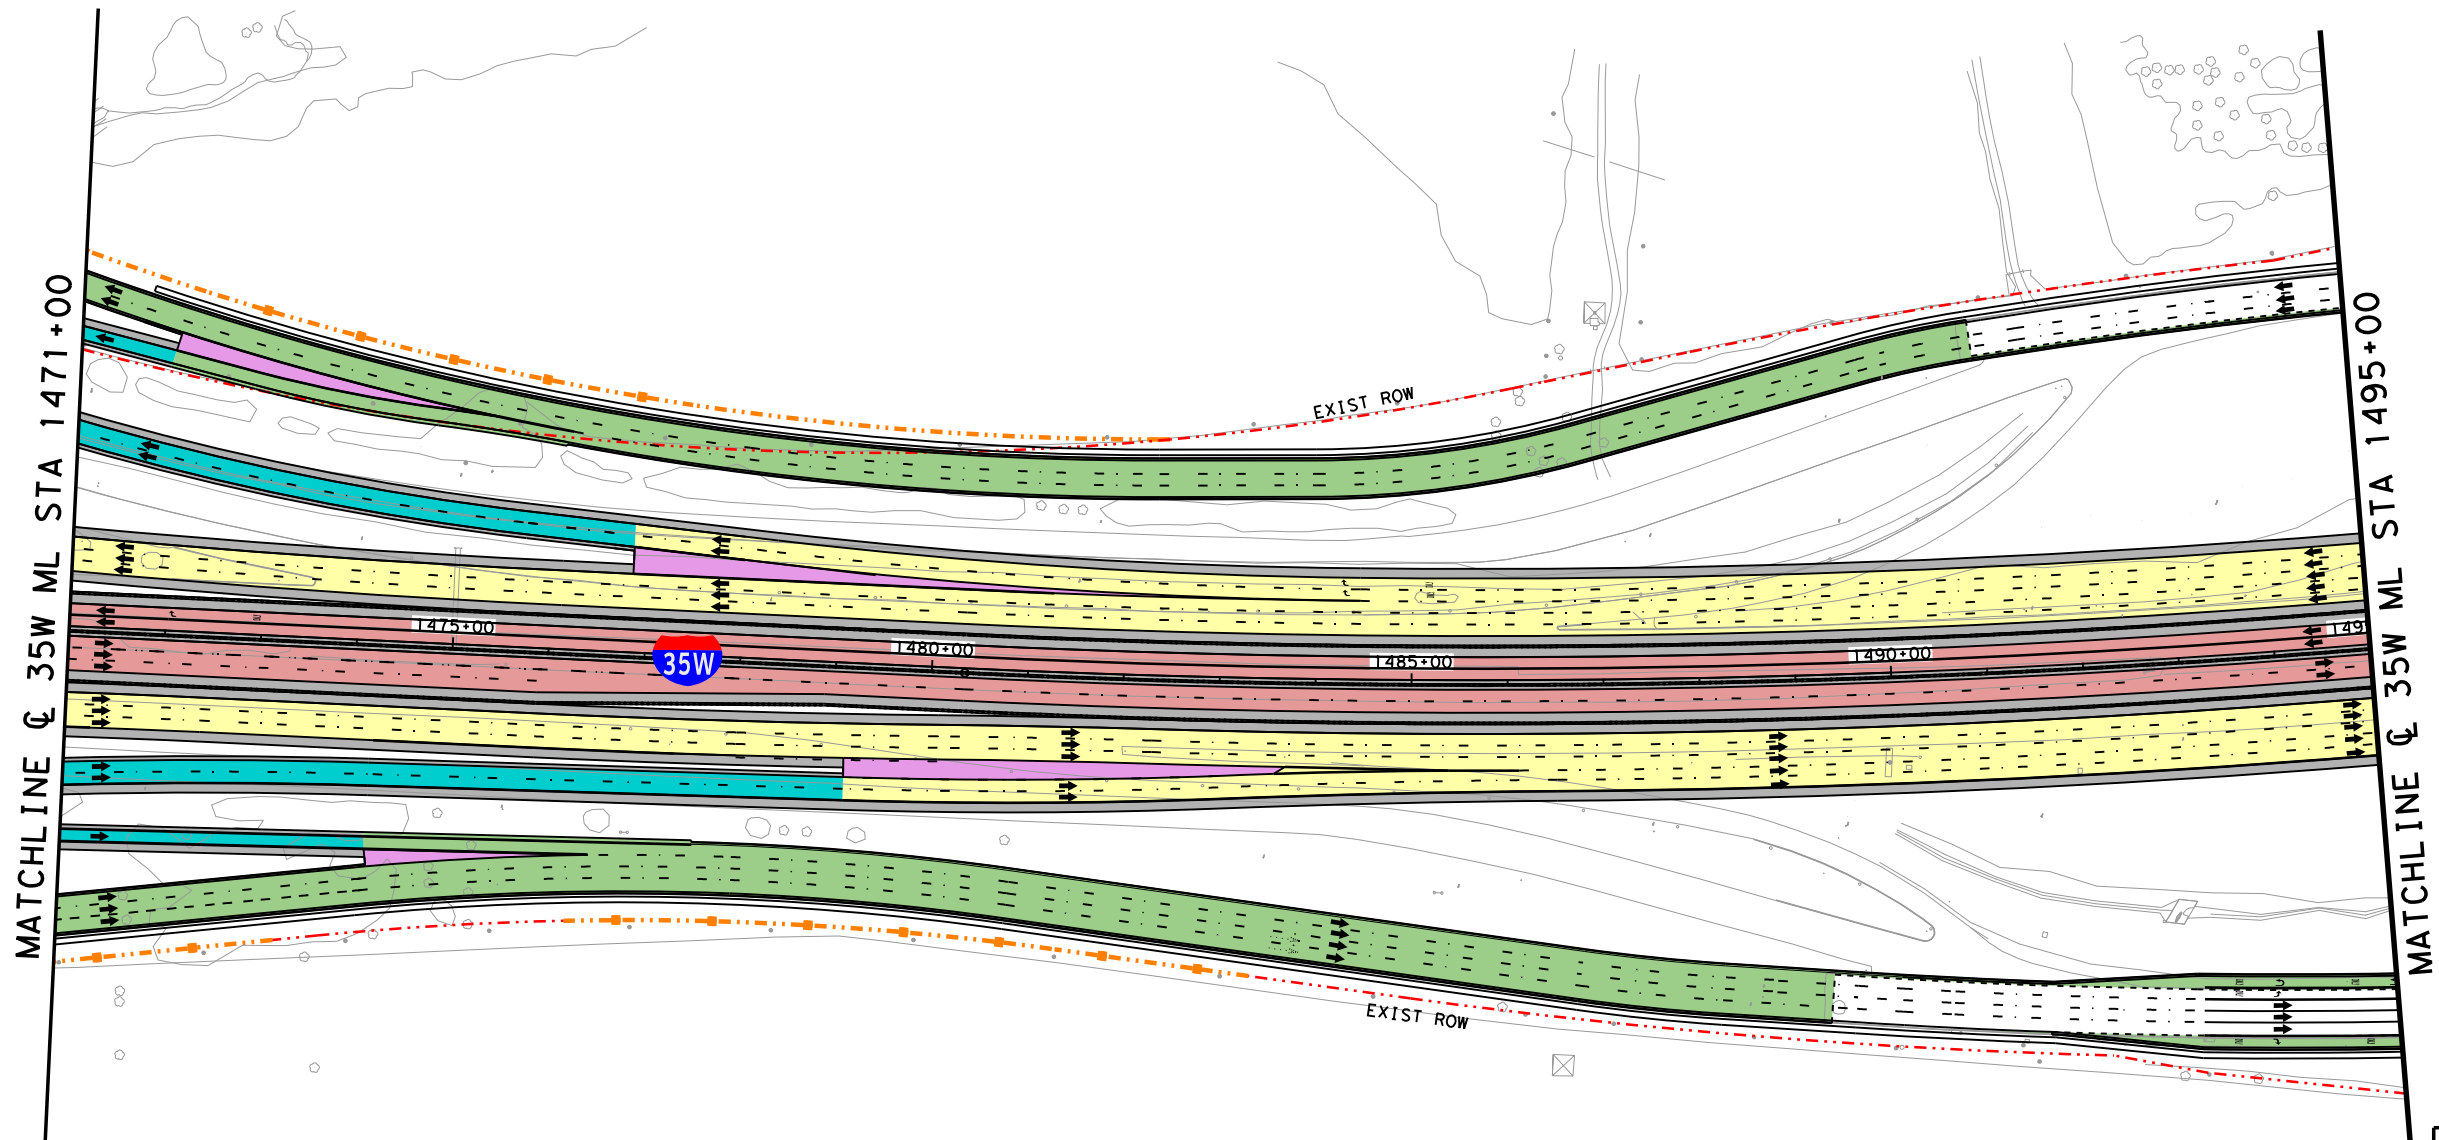 MATCHLINE ℄ 35W ML STA 1471+00
EXIST ROW
1475+00
35W
1480+00
1485+00
1490+00
149
EXIST ROW
MATCHLINE ℄ 35W ML STA 1495+00